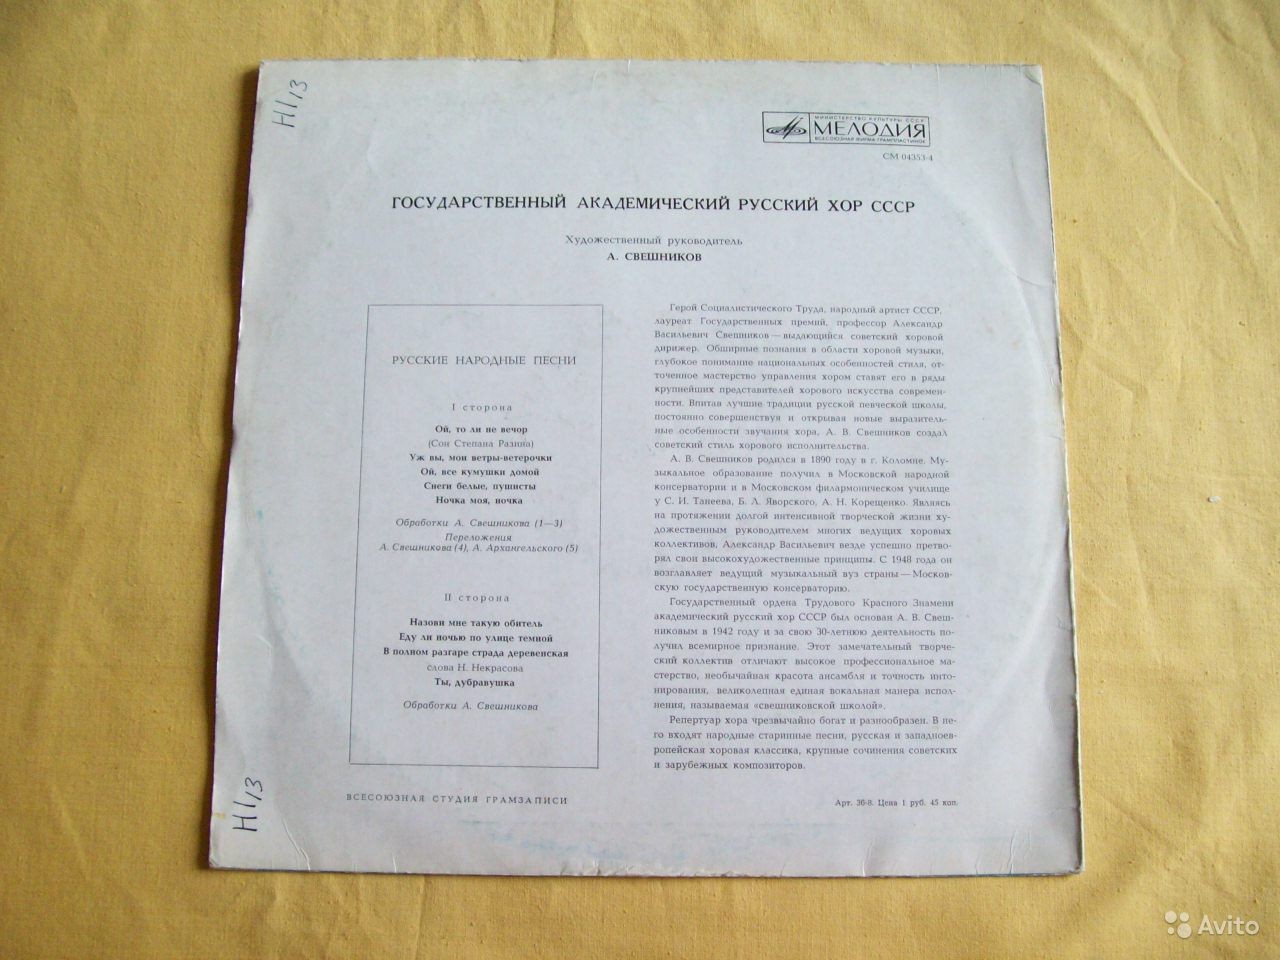 Н1/13
МИНИСТЕРСТВО КУЛЬТУРЫ СССР
МЕЛОДИЯ
ВСЕСОЮЗНАЯ ФИРМА ГРАМПЛАСТИНОК
СМ 04353-4
ГОСУДАРСТВЕННЫЙ АКАДЕМИЧЕСКИЙ РУССКИЙ ХОР СССР
Художественный руководитель
А. СВЕШНИКОВ
РУССКИЕ НАРОДНЫЕ ПЕСНИ
I сторона
Ой, то ли не вечор
(Сон Степана Разина)
Уж вы, мои ветры-ветерочки
Ой, все кумушки домой
Снеги белые, пушисты
Ночка моя, ночка
Обработки А. Свешникова (1—3)
Переложения
А. Свешникова (4), А. Архангельского (5)
II сторона
Назови мне такую обитель
Еду ли ночью по улице темной
В полном разгаре страда деревенская
слова Н. Некрасова
Ты, дубравушка
Обработки А. Свешникова
Герой Социалистического Труда, народный артист СССР,
лауреат Государственных премий, профессор Александр
Васильевич Свешников — выдающийся советский хоровой
дирижер. Обширные познания в области хоровой музыки,
глубокое понимание национальных особенностей стиля, от-
точенное мастерство управления хором ставят его в ряды
крупнейших представителей хорового искусства современ-
ности. Впитав лучшие традиции русской певческой школы,
постоянно совершенствуя и открывая новые выразитель-
ные особенности звучания хора, А. В. Свешников создал
советский стиль хорового исполнительства.
А. В. Свешников родился в 1890 году в г. Коломне. Му-
зыкальное образование получил в Московской народной
консерватории и в Московском филармоническом училище
у С. И. Танеева, Б. Л. Яворского, А. Н. Корещенко. Являясь
на протяжении долгой интенсивной творческой жизни ху-
дожественным руководителем многих ведущих хоровых
коллективов, Александр Васильевич везде успешно претво-
рял свои высокохудожественные принципы. С 1948 года он
возглавляет ведущий музыкальный вуз страны — Москов-
скую государственную консерваторию.
Государственный ордена Трудового Красного Знамени
академический русский хор СССР был основан А. В. Свеш-
никовым в 1942 году и за свою 30-летнюю деятельность по-
лучил всемирное признание. Этот замечательный творче-
ский коллектив отличают высокое профессиональное ма-
стерство, необычайная красота ансамбля и точность инто-
нирования, великолепная единая вокальная манера испол-
нения, называемая «свешниковской школой».
Репертуар хора чрезвычайно богат и разнообразен. В не-
го входят народные старинные песни, русская и западноев-
ропейская хоровая классика, крупные сочинения советских
и зарубежных композиторов.
Н1/13
ВСЕСОЮЗНАЯ СТУДИЯ ГРАМЗАПИСИ
Арт. 36-8. Цена 1 руб. 45 коп.
Avito